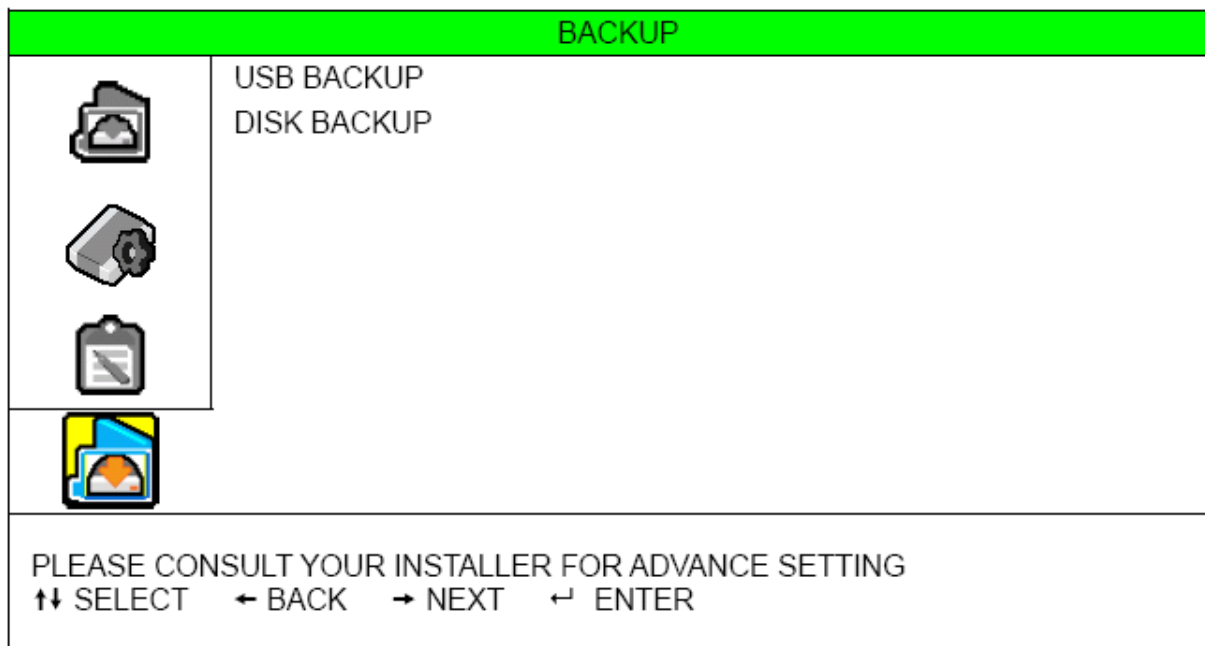 BACKUP
USB BACKUP
DISK BACKUP
PLEASE CONSULT YOUR INSTALLER FOR ADVANCE SETTING
↑↓ SELECT ← BACK → NEXT ↵ ENTER